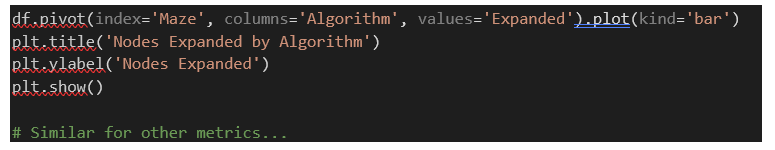 df.pivot(index='Maze', columns='Algorithm', values='Expanded').plot(kind='bar')
plt.title('Nodes Expanded by Algorithm')
plt.ylabel('Nodes Expanded')
plt.show()
# Similar for other metrics...